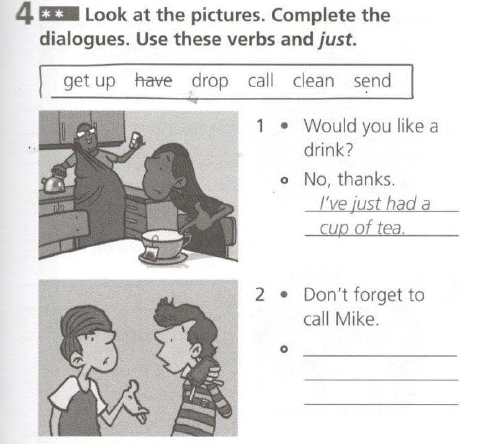 4 ** Look at the pictures. Complete the
dialogues. Use these verbs and just.
get up have drop call clean send
1 • Would you like a
drink?
o No, thanks.
I've just had a
cup of tea.
2 • Don't forget to
call Mike.
o